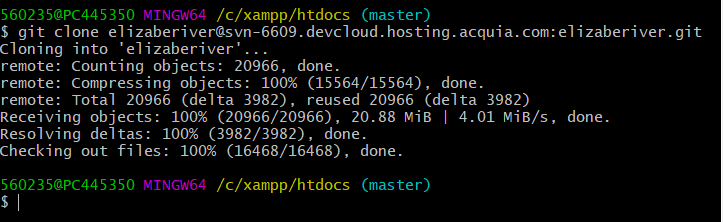 560235@PC445350 MINGW64 /c/xampp/htdocs (master)
$ git clone elizaberiver@svn-6609.devcloud.hosting.acquia.com:elizaberiver.git
Cloning into 'elizaberiver'...
remote: Counting objects: 20966, done.
remote: Compressing objects: 100% (15564/15564), done.
remote: Total 20966 (delta 3982), reused 20966 (delta 3982)
Receiving objects: 100% (20966/20966), 20.88 MiB | 4.01 MiB/s, done.
Resolving deltas: 100% (3982/3982), done.
Checking out files: 100% (16468/16468), done.
560235@PC445350 MINGW64 /c/xampp/htdocs (master)
$